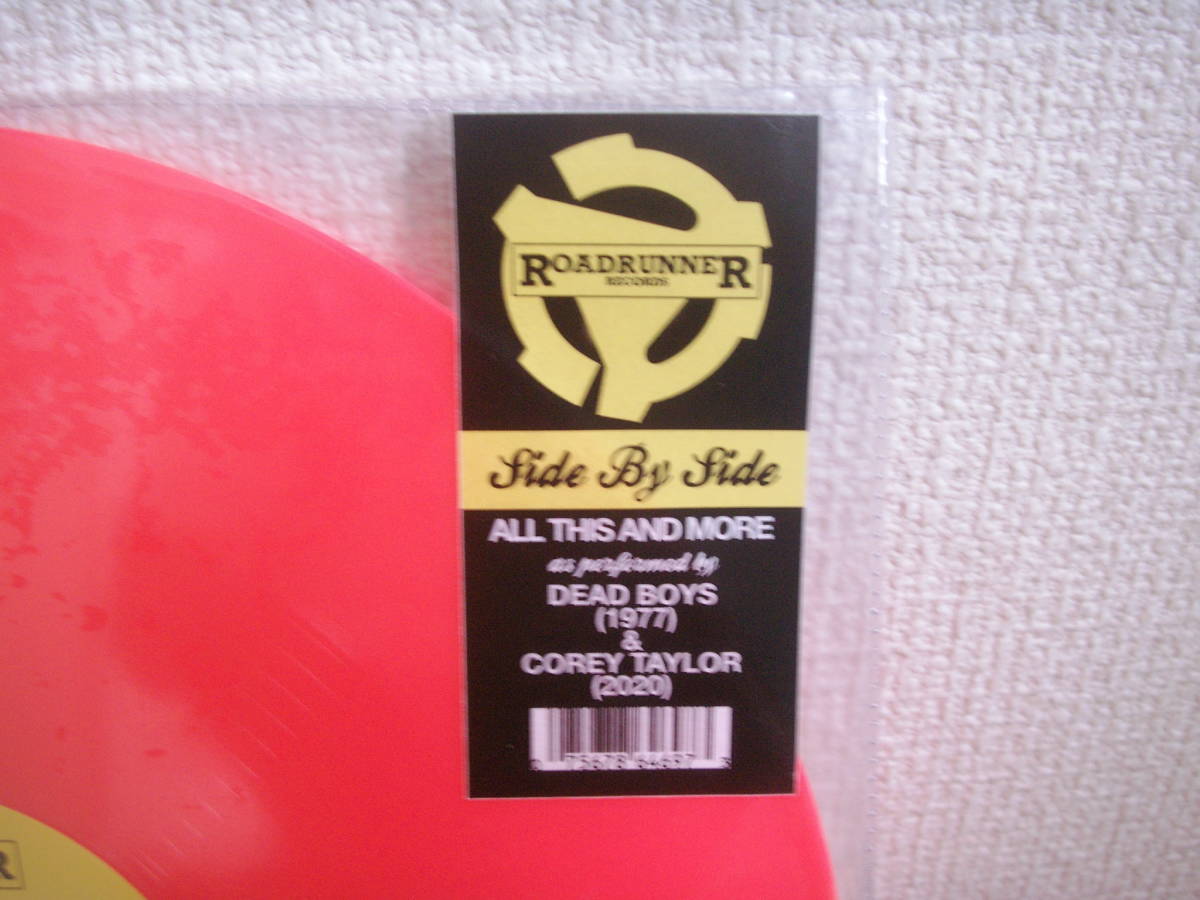 ROADRUNNER
RECORDS
Side By Side
ALL THIS AND MORE
as performed by
DEAD BOYS
(1977)
&
COREY TAYLOR
(2020)
R